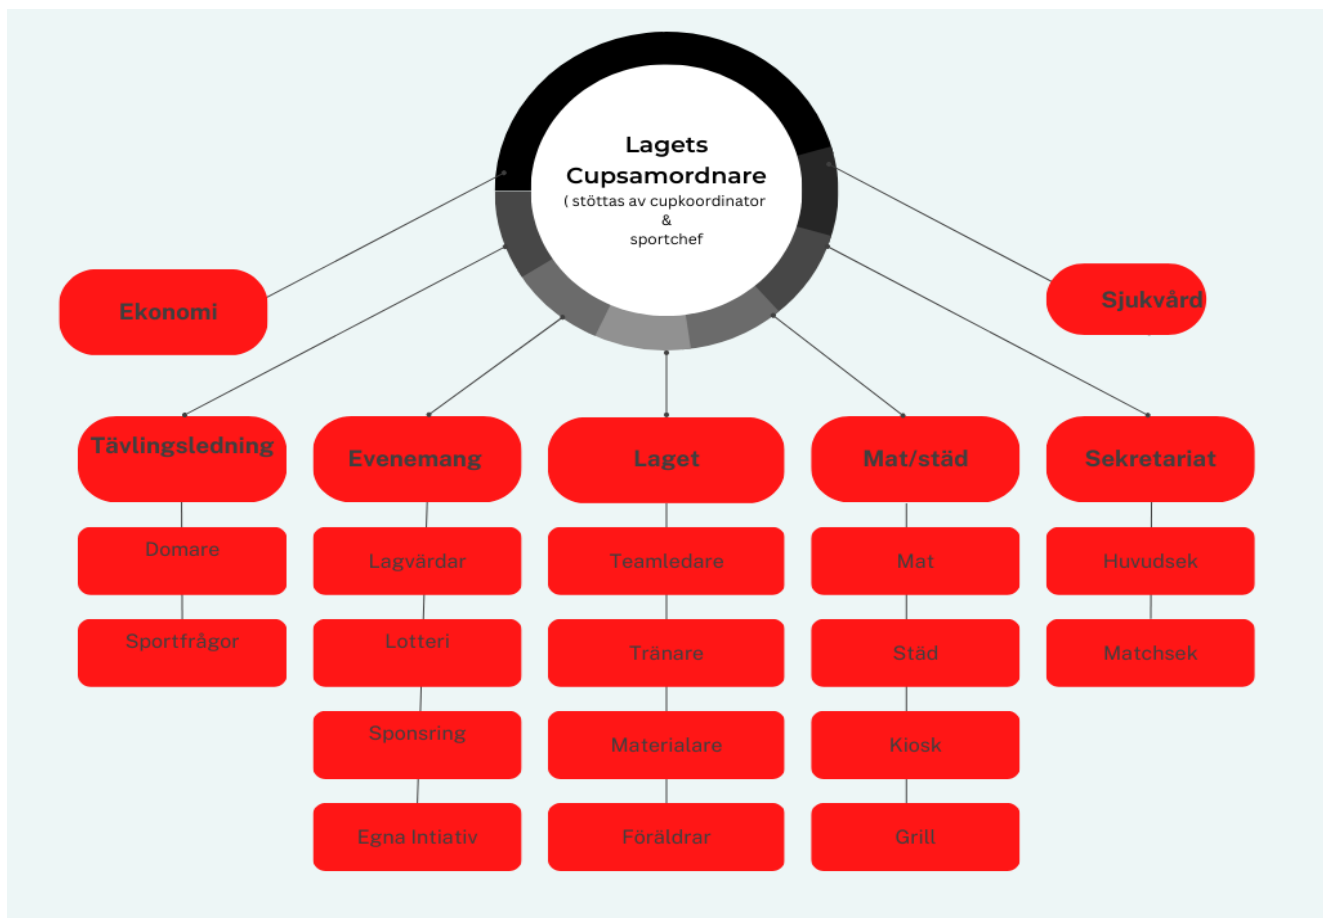 Lagets
Cupsamordnare
( stöttas av cupkoordinator
&
sportchef
Ekonomi
Sjukvård
Tävlingsledning
Evenemang
Laget
Mat/städ
Sekretariat
Domare
Lagvärdar
Teamledare
Mat
Huvudsek
Sportfrågor
Lotteri
Tränare
Städ
Matchsek
Sponsring
Materialare
Kiosk
Egna Intiativ
Föräldrar
Grill